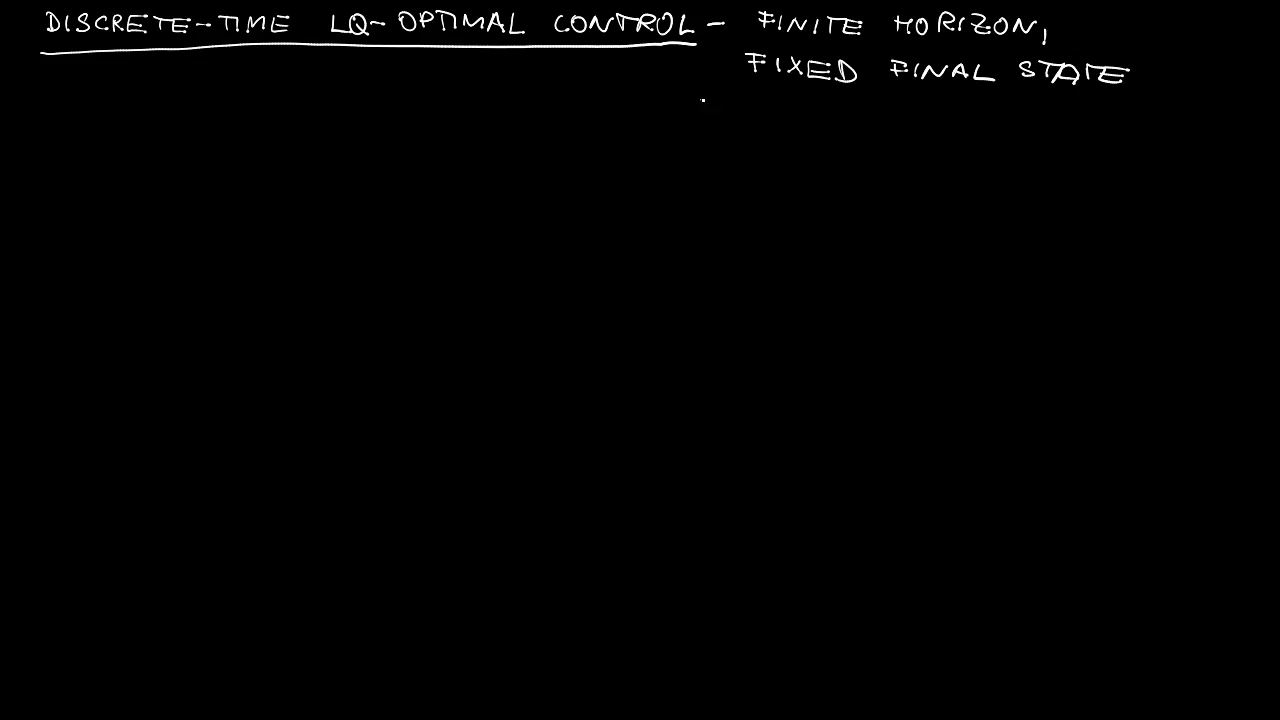 DISCRETE-TIME LQ-OPTIMAL CONTROL - FINITE HORIZON,
FIXED FINAL STATE